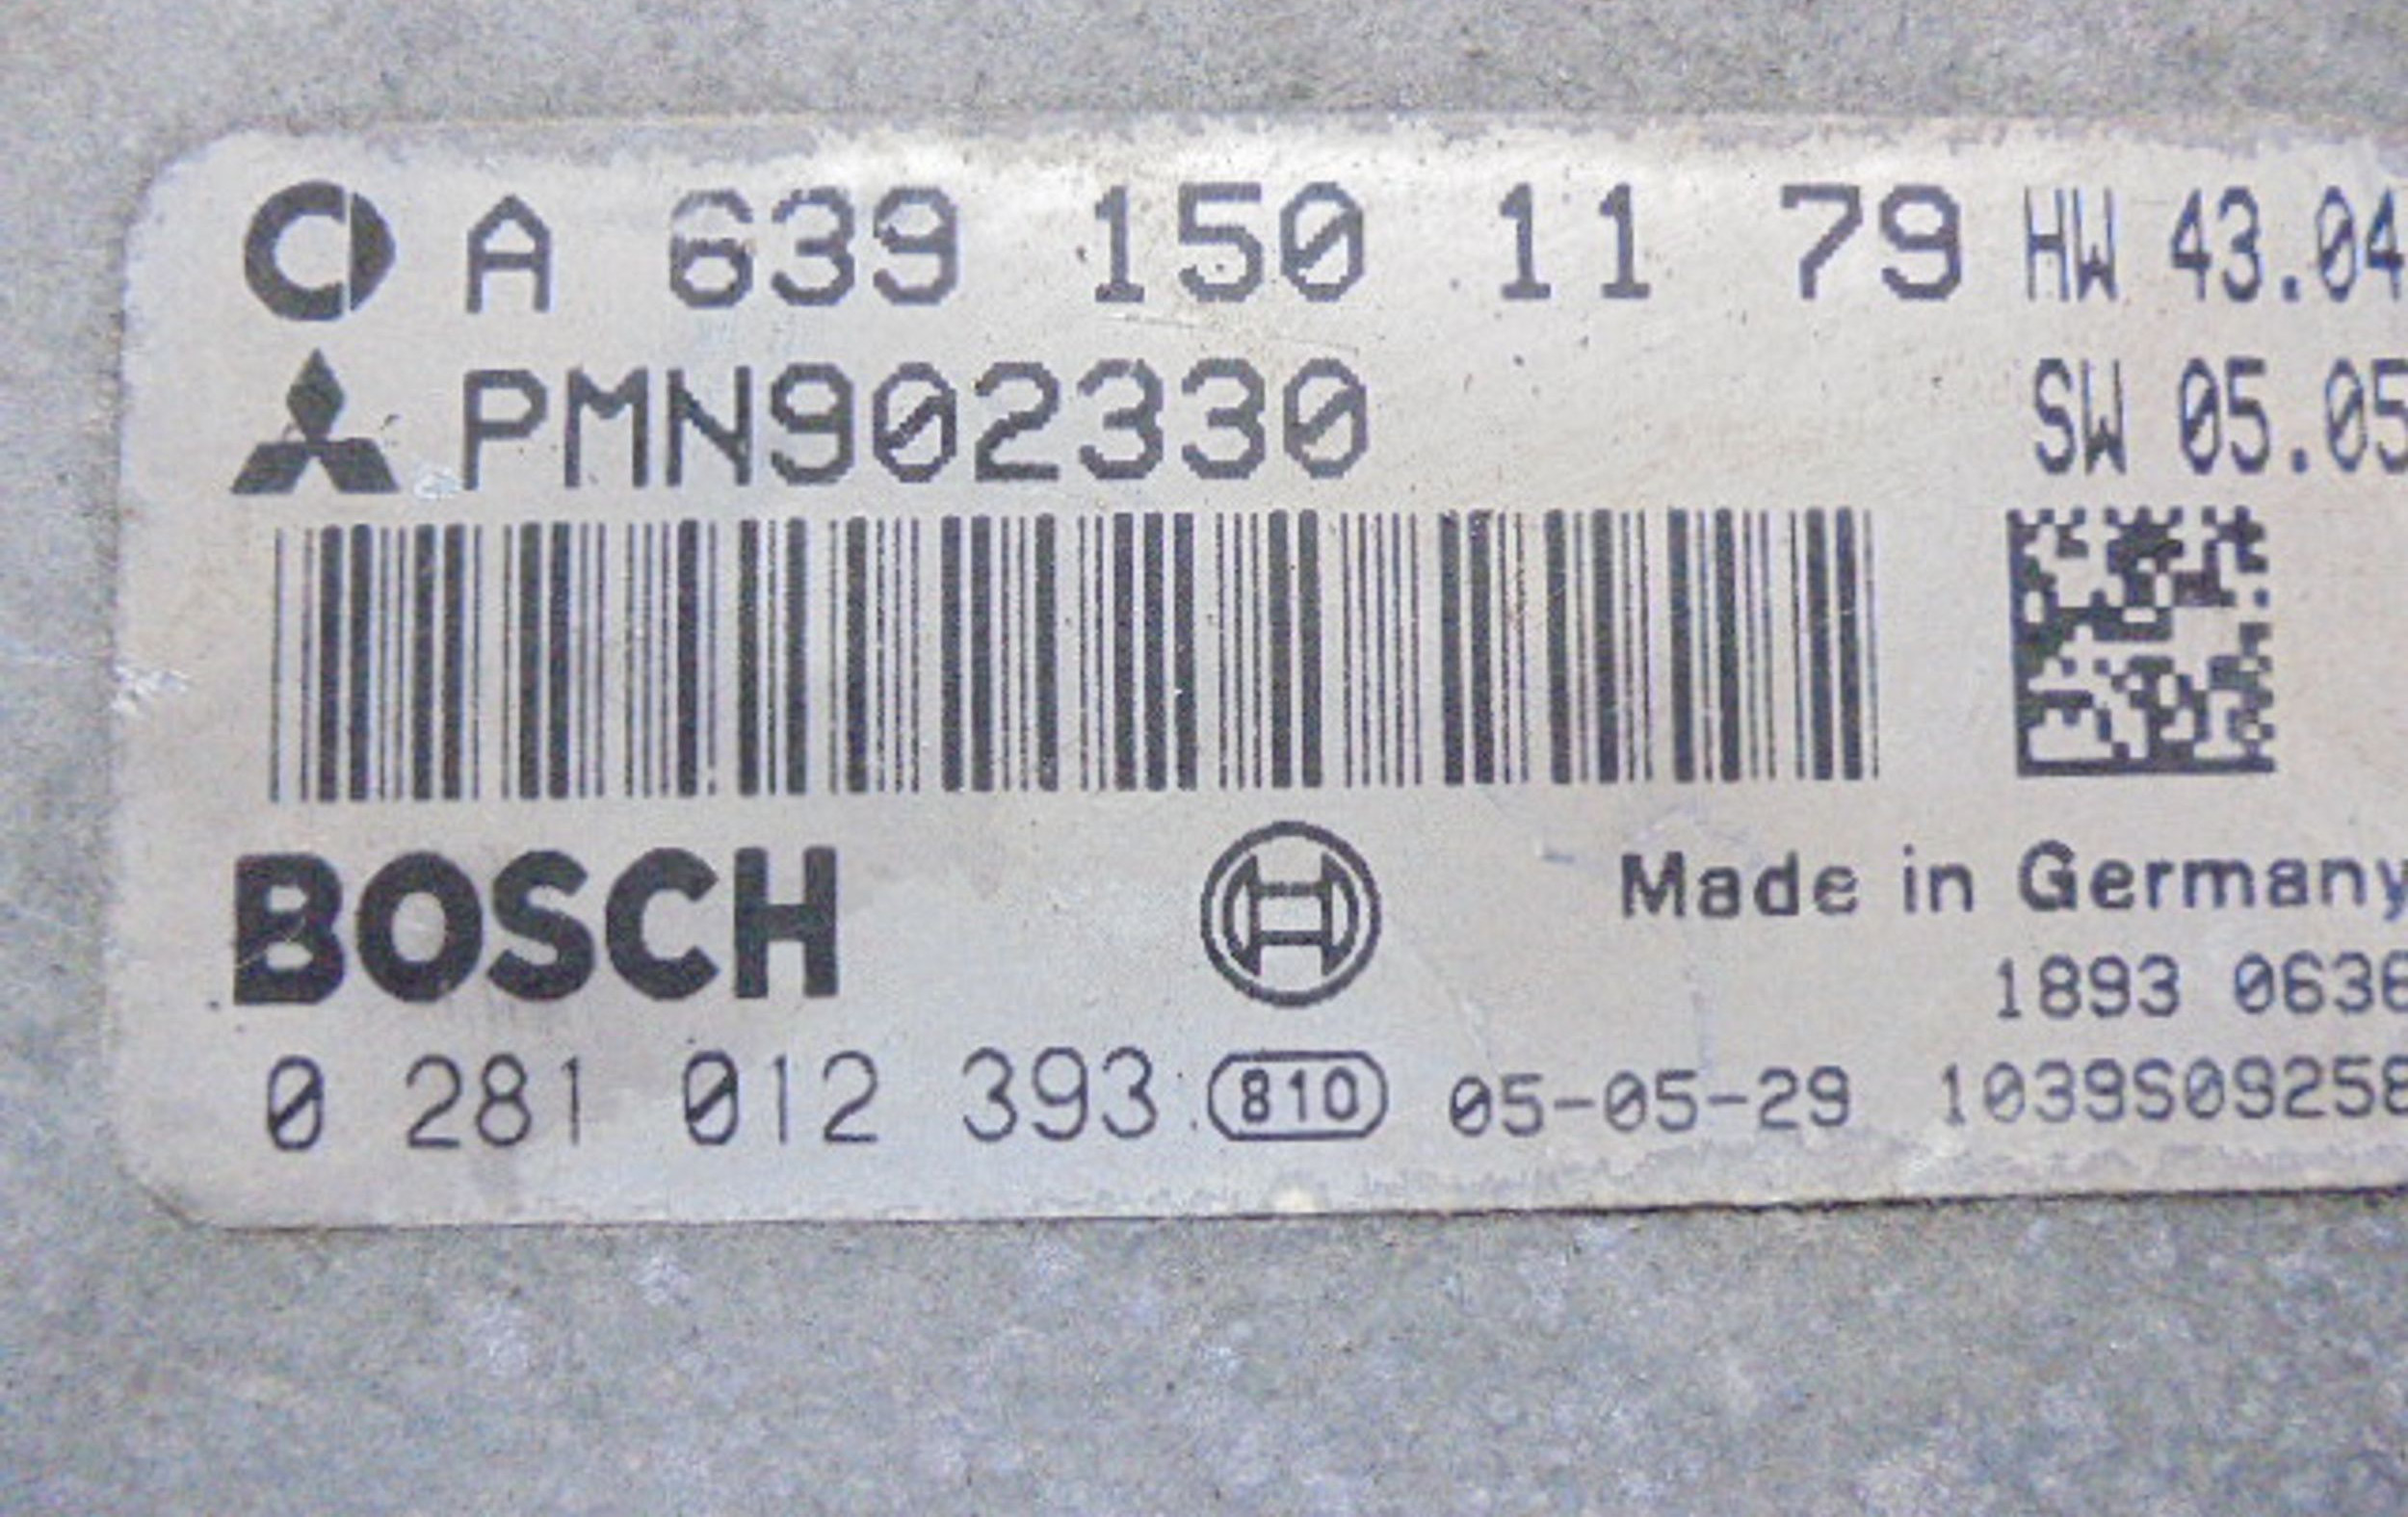 A 639 150 11 79 HW 43.04
PMN902330 SW 05.05
BOSCH
Made in Germany
1893 0636
0 281 012 393 810 05-05-29 1039S09258